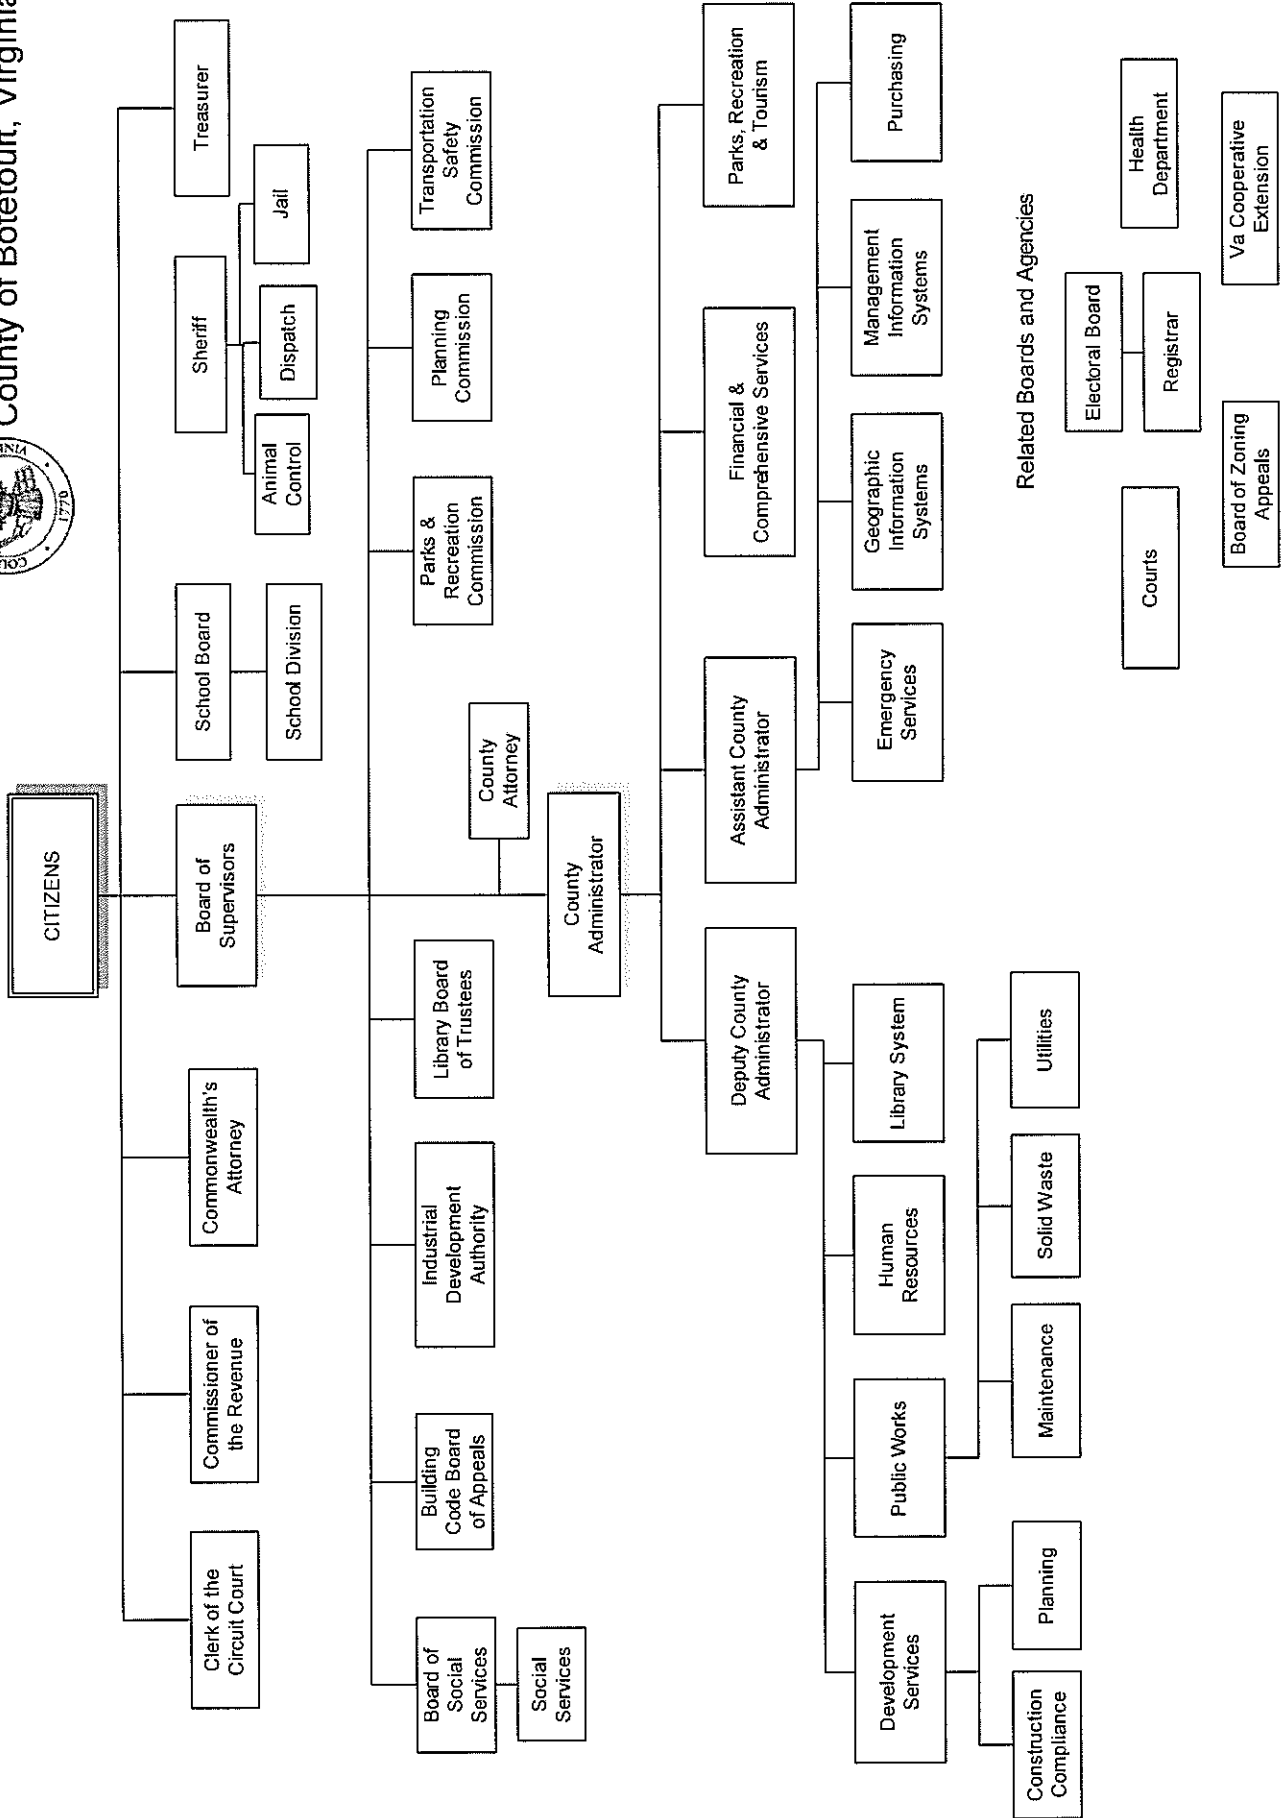 County of Botetourt, Virginia
COU
VIRGI
1770
CITIZENS
Clerk of the
Circuit Court
Commissioner of
the Revenue
Commonwealth's
Attorney
Board of
Supervisors
School Board
School Division
Sheriff
Animal
Control
Dispatch
Jail
Treasurer
Board of
Social
Services
Social
Services
Building
Code Board
of Appeals
Industrial
Development
Authority
Library Board
of Trustees
Parks &
Recreation
Commission
Planning
Commission
Transportation
Safety
Commission
County
Attorney
County
Administrator
Deputy County
Administrator
Assistant County
Administrator
Financial &
Comprehensive Services
Parks, Recreation
& Tourism
Development
Services
Public Works
Human
Resources
Library System
Emergency
Services
Geographic
Information
Systems
Management
Information
Systems
Purchasing
Construction
Compliance
Planning
Maintenance
Solid Waste
Utilities
Related Boards and Agencies
Courts
Electoral Board
Registrar
Health
Department
Board of Zoning
Appeals
Va Cooperative
Extension